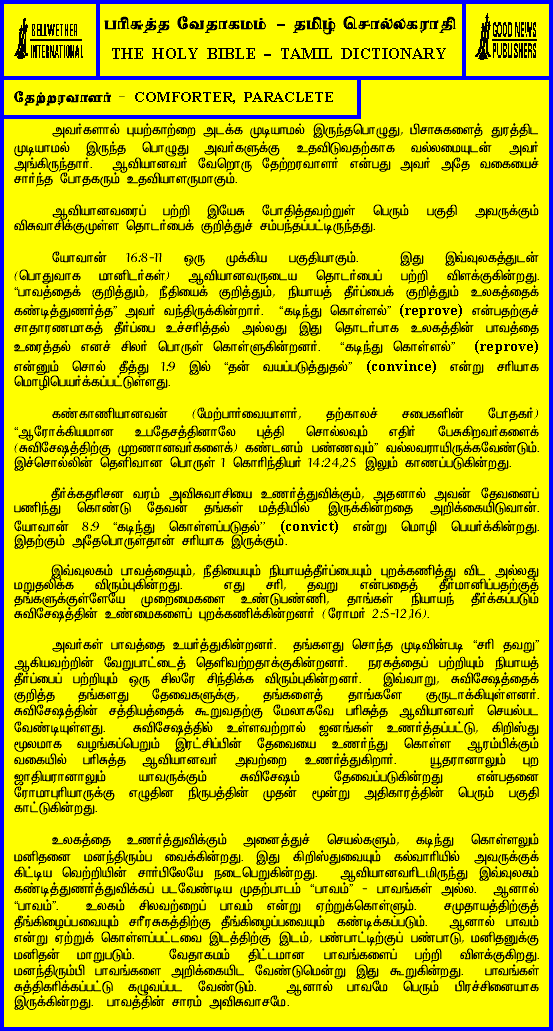 BELLWETHER
INTERNATIONAL
பரிசுத்த வேதாகமம் – தமிழ் சொல்லகராதி
THE HOLY BIBLE – TAMIL DICTIONARY
GOOD NEWS
PUBLISHERS
தேற்றரவாளர் – COMFORTER, PARACLETE
அவர்களால் புயற்காற்றை அடக்க முடியாமல் இருந்தபொழுது, பிசாசுகளைத் துரத்திட
முடியாமல் இருந்த பொழுது அவர்களுக்கு உதவிடுவதற்காக வல்லமையுடன் அவர்
அங்கிருந்தார். ஆவியானவர் வேறொரு தேற்றரவாளர் என்பது அவர் அதே வகையைச்
சார்ந்த போதகரும் உதவியாளருமாகும்.
ஆவியானவரைப் பற்றி இயேசு போதித்தவற்றுள் பெரும் பகுதி அவருக்கும்
விசுவாசிக்குமுள்ள தொடர்பைக் குறித்துச் சம்பந்தப்பட்டிருந்தது.
யோவான் 16:8-11 ஒரு முக்கிய பகுதியாகும். இது இவ்வுலகத்துடன்
(பொதுவாக மானிடர்கள்) ஆவியானவருடைய தொடர்பைப் பற்றி விளக்குகின்றது.
“பாவத்தைக் குறித்தும், நீதியைக் குறித்தும், நியாயத் தீர்ப்பைக் குறித்தும் உலகத்தைக்
கண்டித்துணர்த்த” அவர் வந்திருக்கின்றார். “கடிந்து கொள்ளல்” (reprove) என்பதற்குச்
சாதாரணமாகத் தீர்ப்பை உச்சரித்தல் அல்லது இது தொடர்பாக உலகத்தின் பாவத்தை
உரைத்தல் எனச் சிலர் பொருள் கொள்ளுகின்றனர். “கடிந்து கொள்ளல்” (reprove)
என்னும் சொல் தீத்து 1:9 இல் “தன் வயப்படுத்துதல்” (convince) என்று சரியாக
மொழிபெயர்க்கப்பட்டுள்ளது.
கண்காணியானவன் (மேற்பார்வையாளர், தற்காலச் சபைகளின் போதகர்)
“ஆரோக்கியமான உபதேசத்தினாலே புத்தி சொல்லவும் எதிர் பேசுகிறவர்களைக்
(சுவிசேஷத்திற்கு முறணானவர்களைக்) கண்டனம் பண்ணவும்” வல்லவராயிருக்கவேண்டும்.
இச்சொல்லின் தெளிவான பொருள் 1 கொரிந்தியர் 14:24,25 இலும் காணப்படுகின்றது.
தீர்க்கதரிசன வரம் அவிசுவாசியை உணர்த்துவிக்கும், அதனால் அவன் தேவனைப்
பணிந்து கொண்டு தேவன் தங்கள் மத்தியில் இருக்கின்றதை அறிக்கையிடுவான்.
யோவான் 8:9 “கடிந்து கொள்ளப்படுதல்” (convict) என்று மொழி பெயர்க்கின்றது.
இதற்கும் அதேபொருள்தான் சரியாக இருக்கும்.
இவ்வுலகம் பாவத்தையும், நீதியையும் நியாயத்தீர்ப்பையும் புறக்கணித்து விட அல்லது
மறுதலிக்க விரும்புகின்றது. எது சரி, தவறு என்பதைத் தீர்மானிப்பதற்குத்
தங்களுக்குள்ளேயே முறைமைகளை உண்டுபண்ணி, தாங்கள் நியாயந் தீர்க்கப்படும்
சுவிசேஷத்தின் உண்மைகளைப் புறக்கணிக்கின்றனர் (ரோமர் 2:5-12,16).
அவர்கள் பாவத்தை உயர்த்துகின்றனர். தங்களது சொந்த முடிவின்படி “சரி தவறு”
ஆகியவற்றின் வேறுபாட்டைத் தெளிவற்றதாக்குகின்றனர். நரகத்தைப் பற்றியும் நியாயத்
தீர்ப்பைப் பற்றியும் ஒரு சிலரே சிந்திக்க விரும்புகின்றனர். இவ்வாறு, சுவிசேஷத்தைக்
குறித்த தங்களது தேவைகளுக்கு, தங்களைத் தாங்களே குருடாக்கியுள்ளனர்.
சுவிசேஷத்தின் சத்தியத்தைக் கூறுவதற்கு மேலாகவே பரிசுத்த ஆவியானவர் செயல்பட
வேண்டியுள்ளது. சுவிசேஷத்தில் உள்ளவற்றால் ஜனங்கள் உணர்த்தப்பட்டு, கிறிஸ்து
மூலமாக வழங்கப்பெறும் இரட்சிப்பின் தேவையை உணர்ந்து கொள்ள ஆரம்பிக்கும்
வகையில் பரிசுத்த ஆவியானவர் அவற்றை உணர்த்துகிறார். யூதரானாலும் புற
ஜாதியரானாலும் யாவருக்கும் சுவிசேஷம் தேவைப்படுகின்றது என்பதனை
ரோமாபுரியாருக்கு எழுதின நிருபத்தின் முதன் மூன்று அதிகாரத்தின் பெரும் பகுதி
காட்டுகின்றது.
உலகத்தை உணர்த்துவிக்கும் அனைத்துச் செயல்களும், கடிந்து கொள்ளலும்
மனிதனை மனந்திரும்ப வைக்கின்றது. இது கிறிஸ்துவையும் கல்வாரியில் அவருக்குக்
கிட்டிய வெற்றியின் சார்பிலேயே நடைபெறுகின்றது. ஆவியானவரிடமிருந்து இவ்வுலகம்
கண்டித்துணர்த்துவிக்கப் படவேண்டிய முதற்பாடம் “பாவம்” - பாவங்கள் அல்ல. ஆனால்
“பாவம்”. உலகம் சிலவற்றைப் பாவம் என்று ஏற்றுக்கொள்ளும். சமுதாயத்திற்குத்
தீங்கிழைப்பவையும் சரீரசுகத்திற்கு தீங்கிழைப்பவையும் கண்டிக்கப்படும். ஆனால் பாவம்
என்று ஏற்றுக் கொள்ளப்பட்டவை இடத்திற்கு இடம், பண்பாட்டிற்குப் பண்பாடு, மனிதனுக்கு
மனிதன் மாறுபடும். வேதாகமம் திட்டமான பாவங்களைப் பற்றி விளக்குகிறது.
மனந்திரும்பி பாவங்களை அறிக்கையிட வேண்டுமென்று இது கூறுகின்றது. பாவங்கள்
சுத்திகரிக்கப்பட்டு கழுவப்பட வேண்டும். ஆனால் பாவமே பெரும் பிரச்சினையாக
இருக்கின்றது. பாவத்தின் சாரம் அவிசுவாசமே.